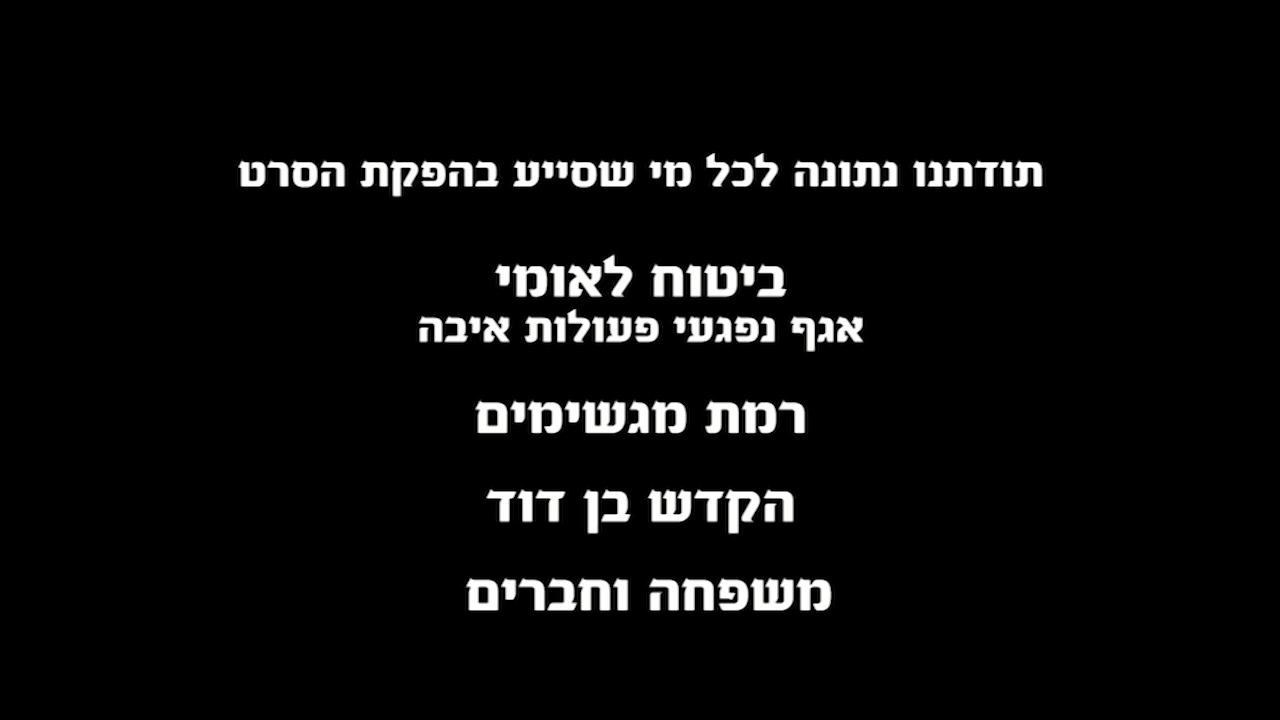 תודתנו נתונה לכל מי שסייע בהפקת הסרט
ביטוח לאומי
אגף נפגעי פעולות איבה
רמת מגשימים
הקדש בן דוד
משפחה וחברים